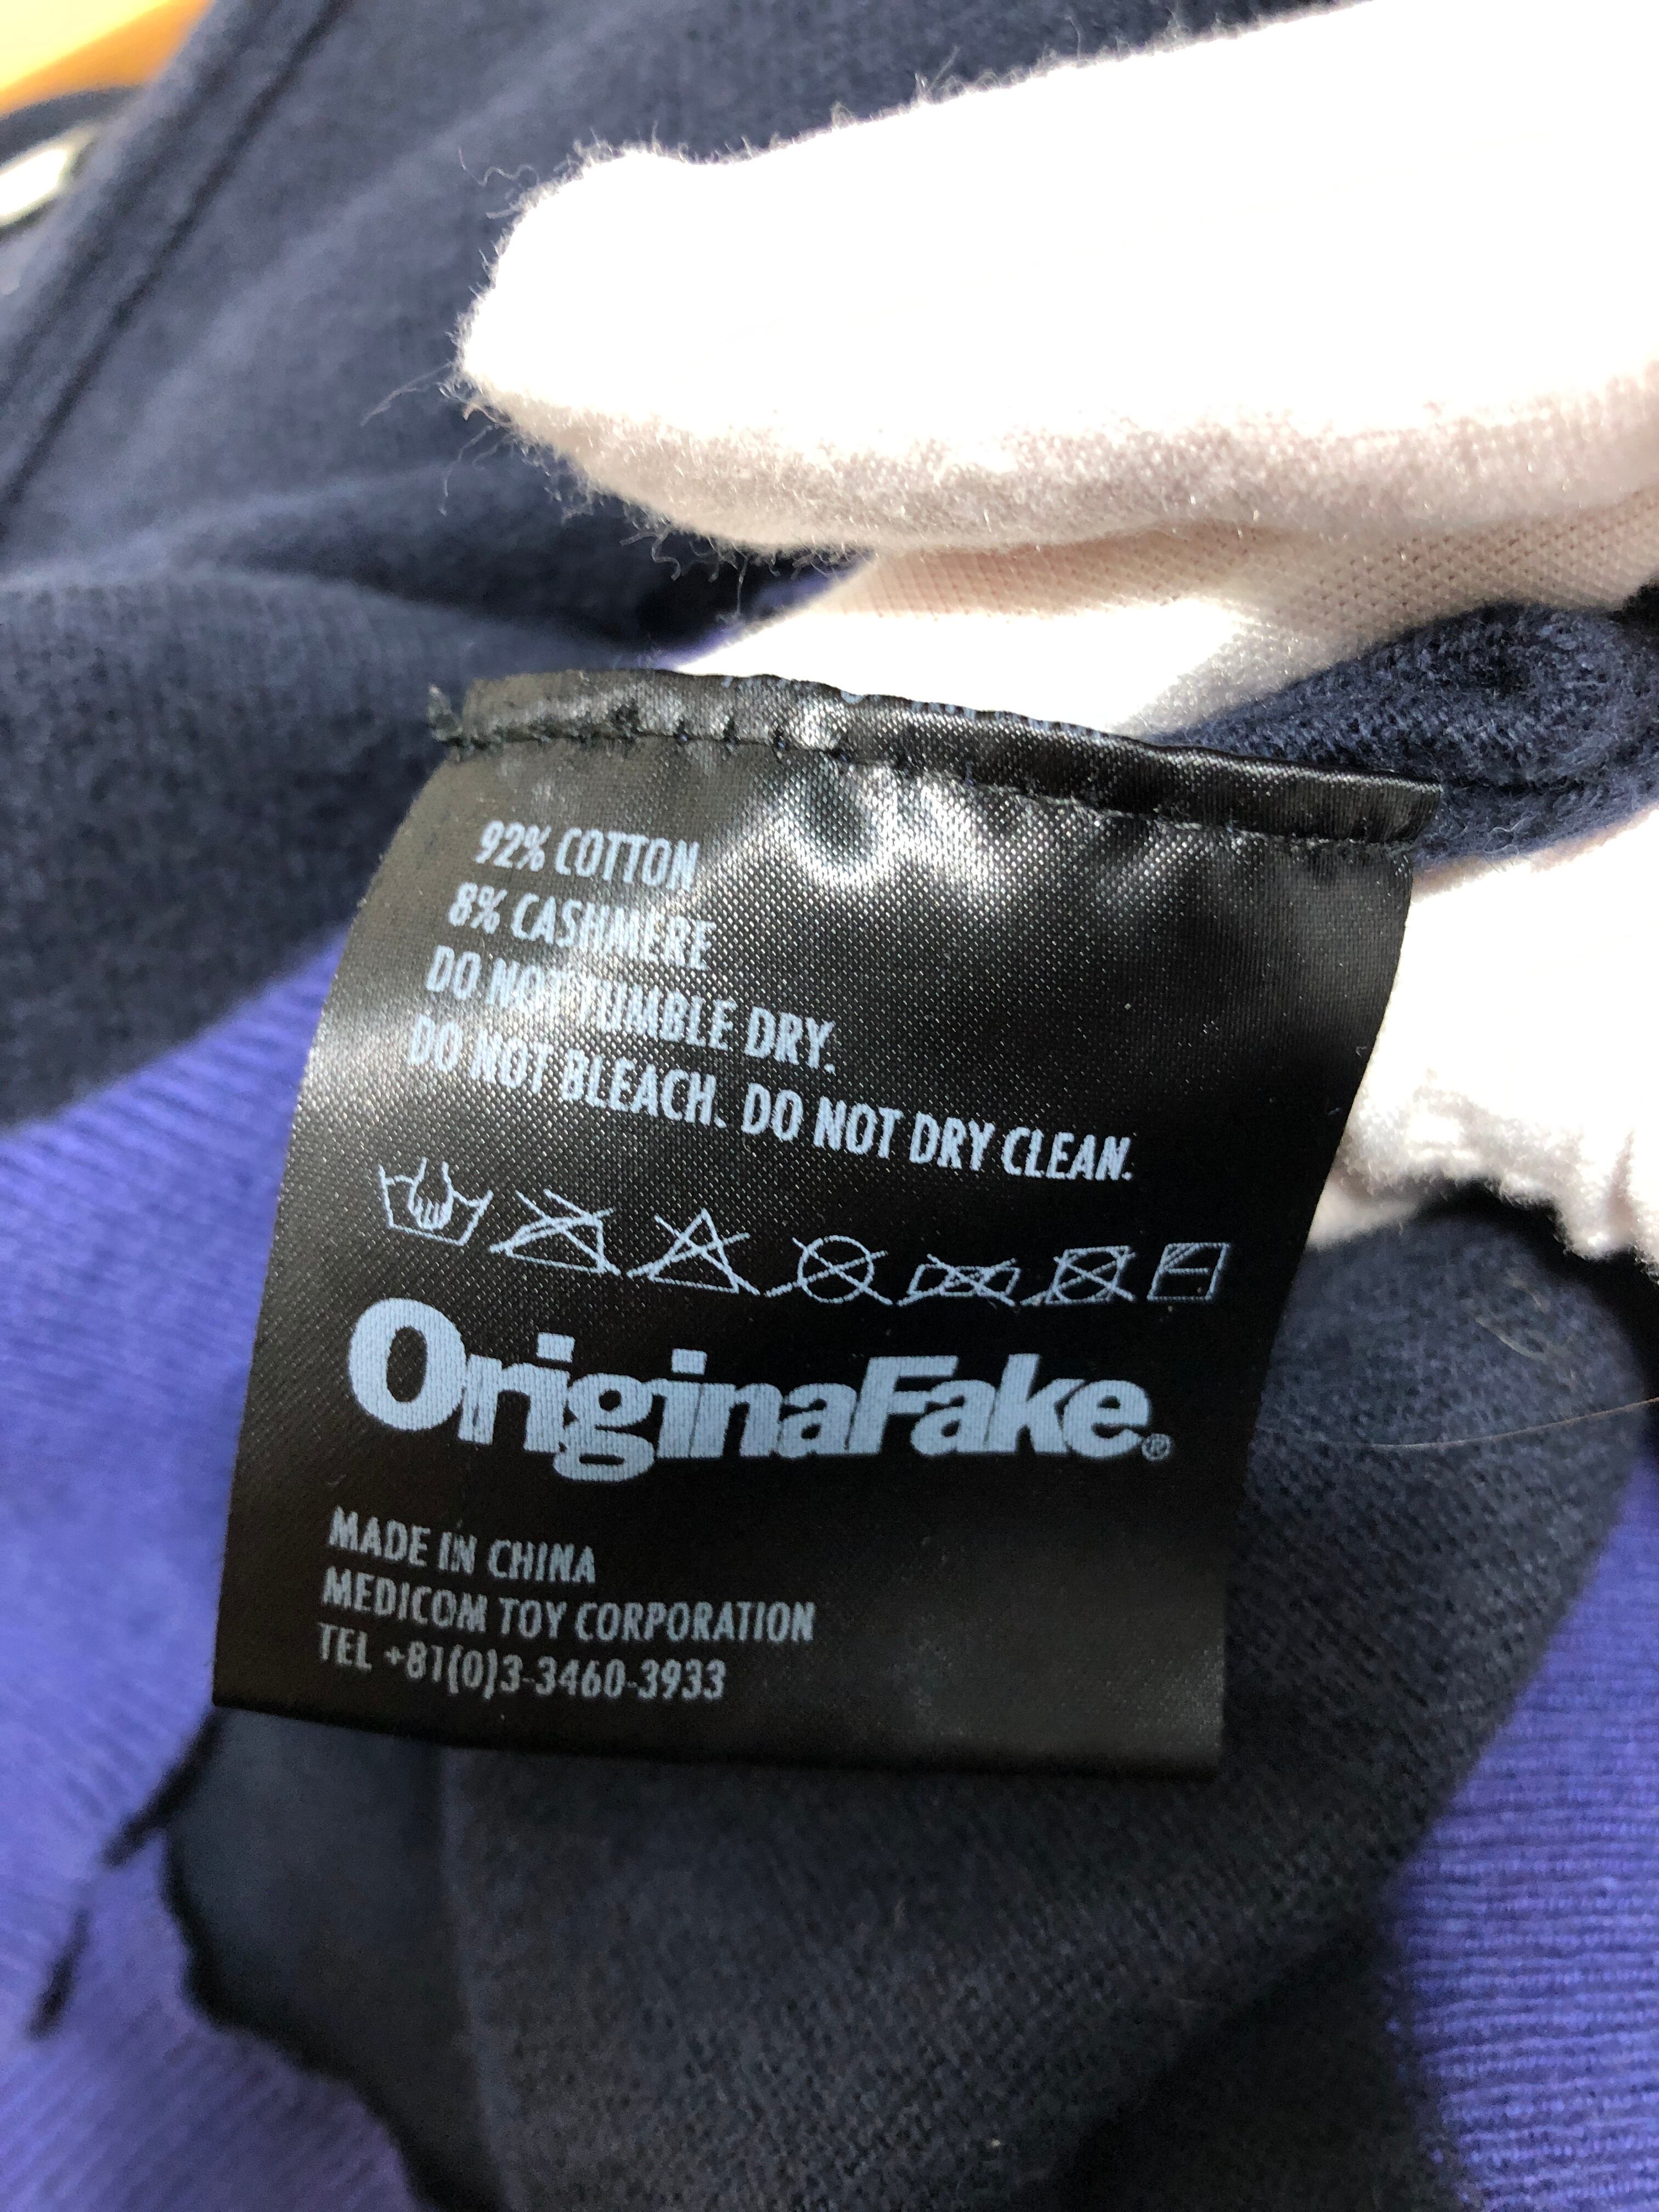 92% COTTON
8% CASHMERE
DO NOT TUMBLE DRY.
DO NOT BLEACH. DO NOT DRY CLEAN.
OriginalFake®
MADE IN CHINA
MEDICOM TOY CORPORATION
TEL +81(0)3-3460-3933